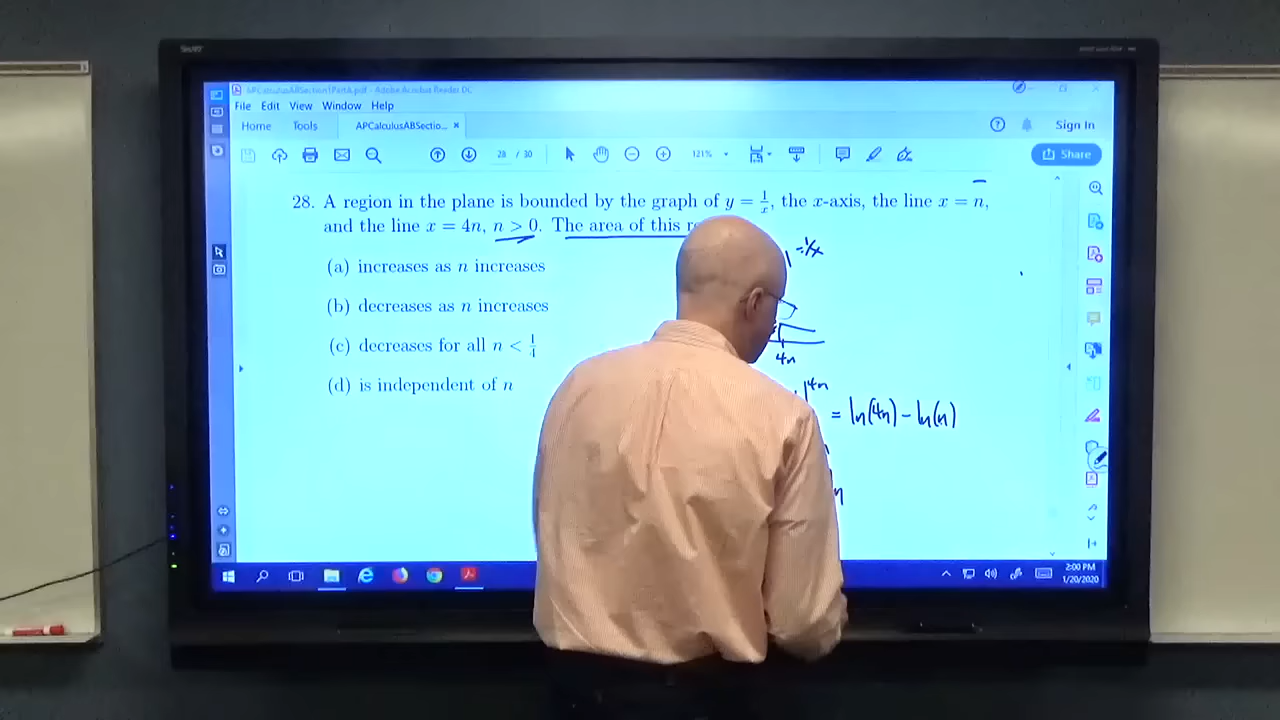 SMART
APCalculusABSection1PartA.pdf - Adobe Acrobat Reader DC
File Edit View Window Help
Home Tools APCalculusABSectio... × Sign In
28 / 30 121% Share
28. A region in the plane is bounded by the graph of y = 1/x, the x-axis, the line x = n,
and the line x = 4n, n > 0. The area of this
(a) increases as n increases
(b) decreases as n increases
(c) decreases for all n < 1/4
(d) is independent of n
=1/x
4n
4n
= ln(4n) - ln(n)
n
2:00 PM
1/20/2020